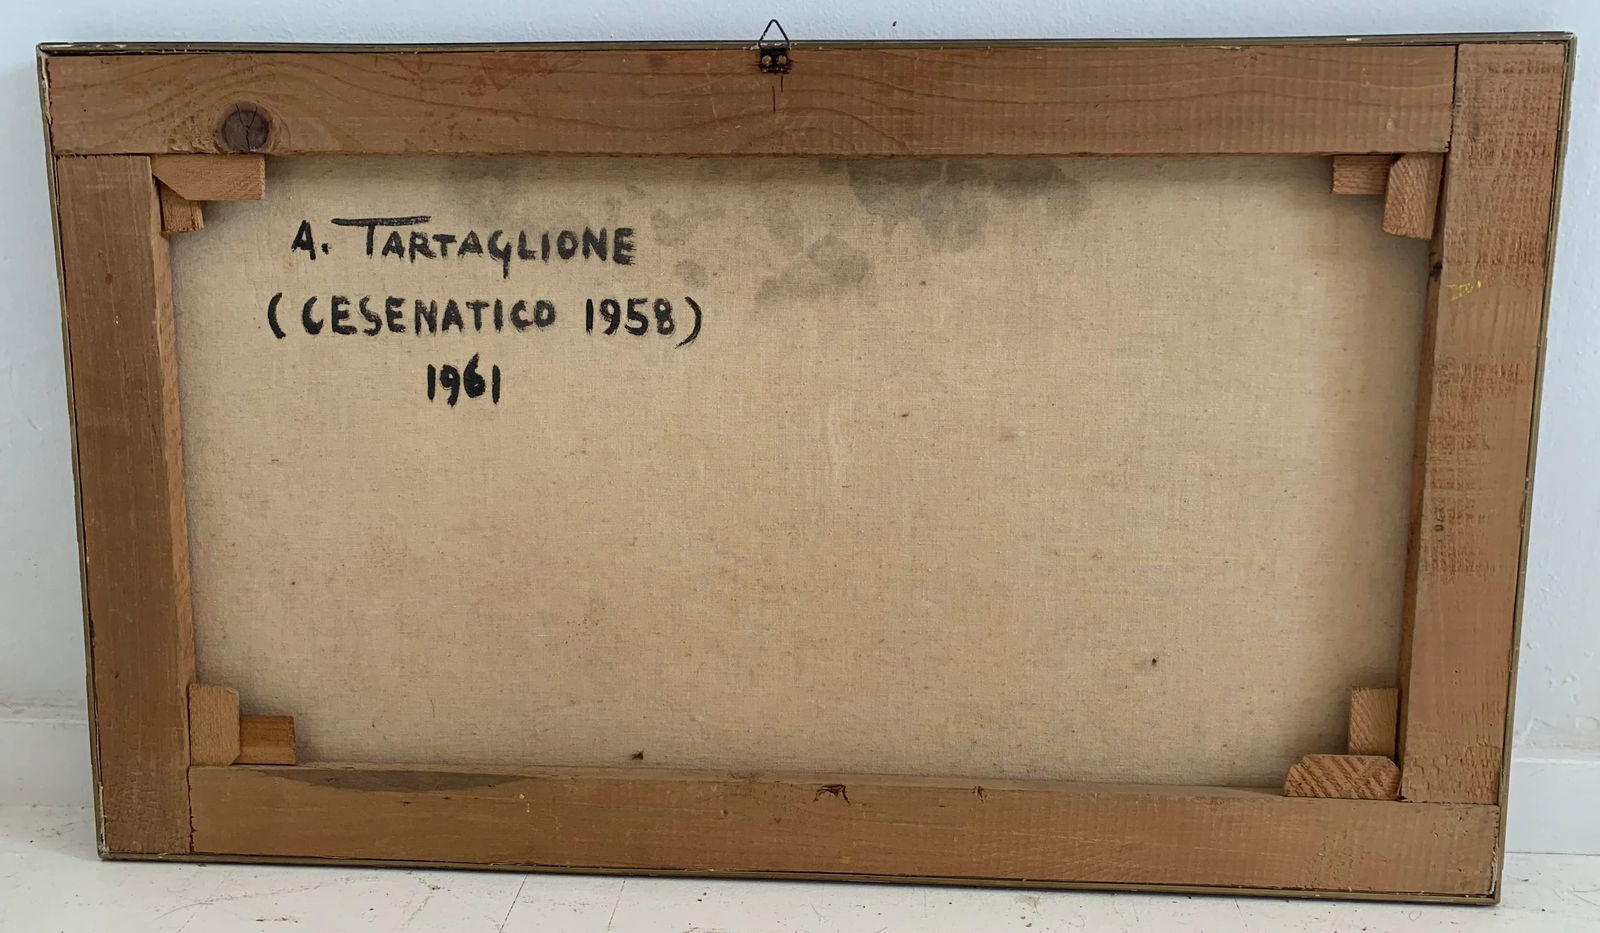 A. TARTAGLIONE
(CESENATICO 1958)
1961